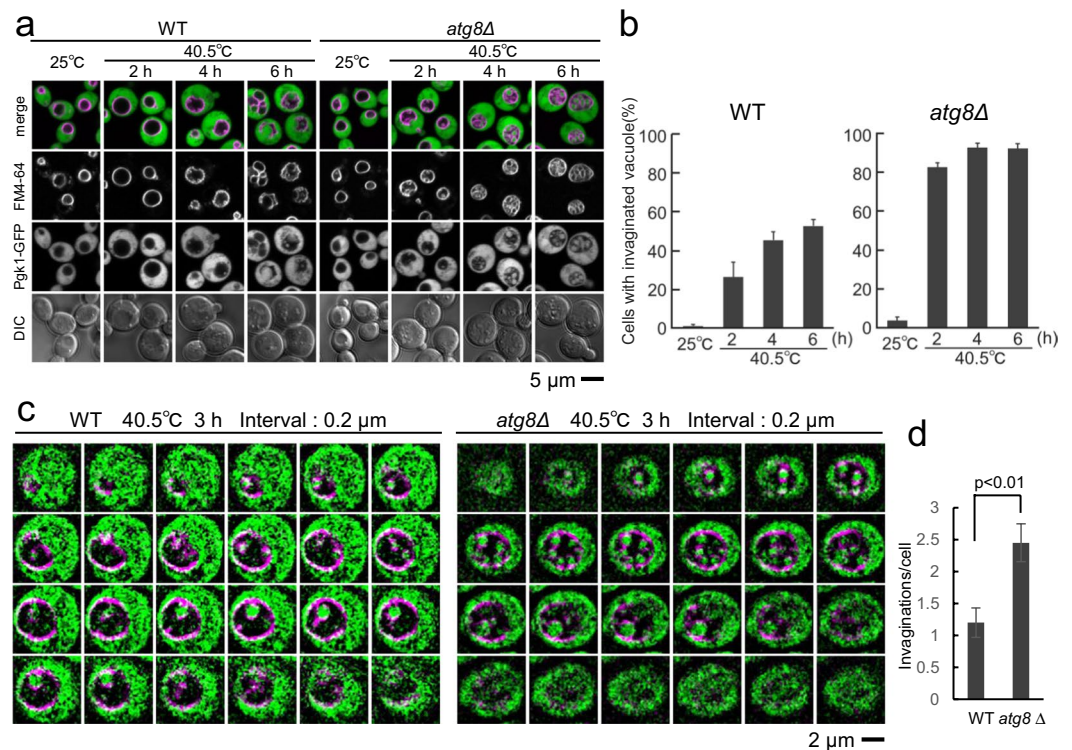 a
WT
atg8Δ
25℃
40.5℃
25℃
40.5℃
2 h
4 h
6 h
2 h
4 h
6 h
merge
FM4-64
Pgk1-GFP
DIC
5 µm
b
WT
atg8Δ
Cells with invaginated vacuole(%)
100
80
60
40
20
0
25℃
2
4
6
(h)
40.5℃
100
80
60
40
20
0
25℃
2
4
6
(h)
40.5℃
c
WT 40.5℃ 3 h Interval : 0.2 µm
atg8Δ 40.5℃ 3 h Interval : 0.2 µm
2 µm
d
p<0.01
Invaginations/cell
3
2.5
2
1.5
1
0.5
0
WT atg8 Δ